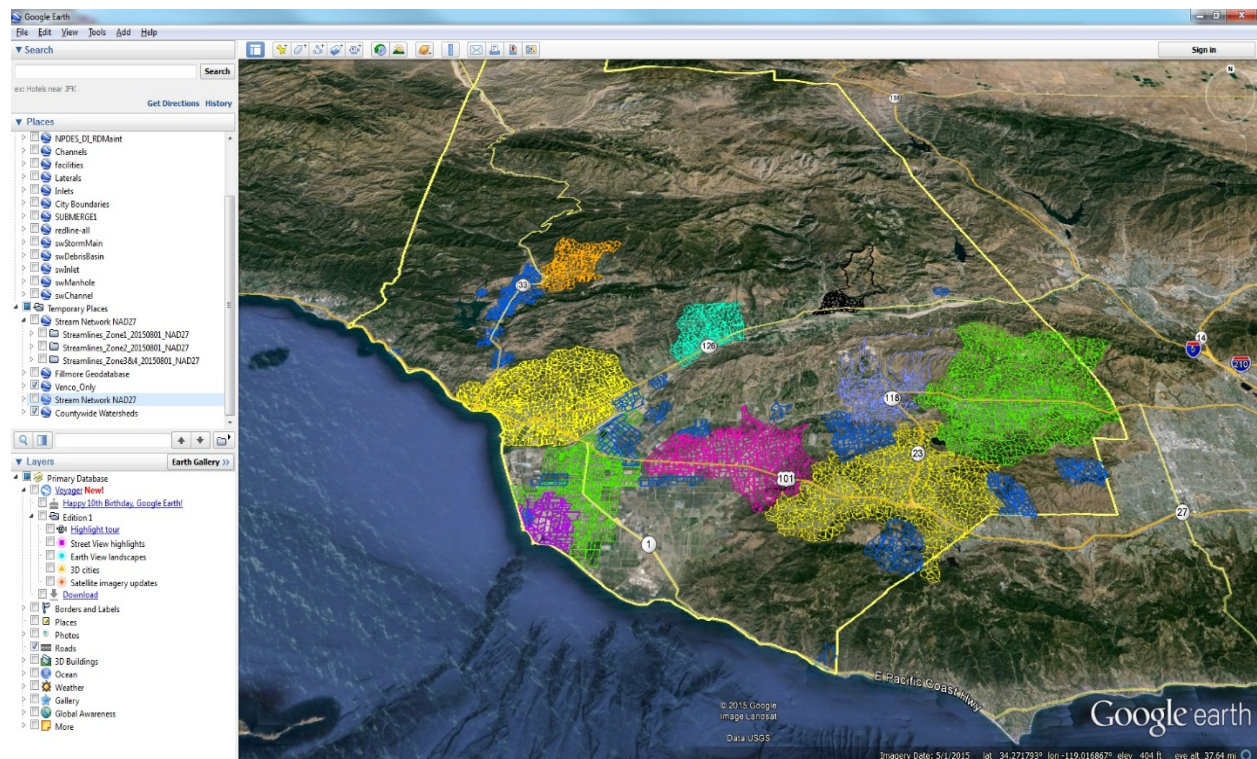 Google Earth
File Edit View Tools Add Help
▼ Search
Search
ex: Hotels near JFK
Get Directions History
▼ Places
NPDES_DI_RDMaint
Channels
facilities
Laterals
Inlets
City Boundaries
SUBMERGE1
redline-all
swStormMain
swDebrisBasin
swInlet
swManhole
swChannel
Temporary Places
Stream Network NAD27
Streamlines_Zone1_20150801_NAD27
Streamlines_Zone2_20150801_NAD27
Streamlines_Zone3&4_20150801_NAD27
Fillmore Geodatabase
Venco_Only
Stream Network NAD27
Countywide Watersheds
▼ Layers
Earth Gallery >>
Primary Database
Voyager New!
Happy 10th Birthday, Google Earth!
Edition 1
Highlight tour
Street View highlights
Earth View landscapes
3D cities
Satellite imagery updates
Download
Borders and Labels
Places
Photos
Roads
3D Buildings
Ocean
Weather
Gallery
Global Awareness
More
Sign in
N
138
33
126
14
5
210
118
23
101
27
1
E Pacific Coast Hwy
© 2015 Google
Image Landsat
Data USGS
Google earth
Imagery Date: 5/1/2015 lat 34.271793° lon -119.016867° elev 404 ft eye alt 37.64 mi